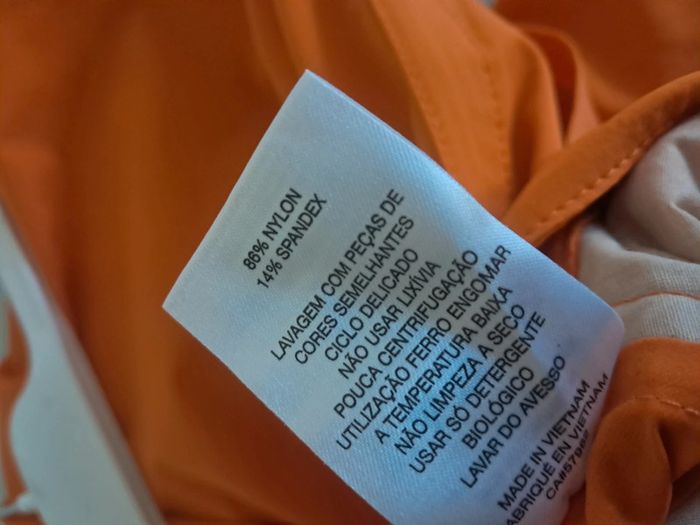 86% NYLON
14% SPANDEX
LAVAGEM COM PEÇAS DE
CORES SEMELHANTES
CICLO DELICADO
NÃO USAR LIXÍVIA
POUCA CENTRIFUGAÇÃO
UTILIZAÇÃO FERRO ENGOMAR
A TEMPERATURA BAIXA
NÃO LIMPEZA A SECO
USAR SÓ DETERGENTE
BIOLÓGICO
LAVAR DO AVESSO
MADE IN VIETNAM
FABRIQUÉ EN VIETNAM